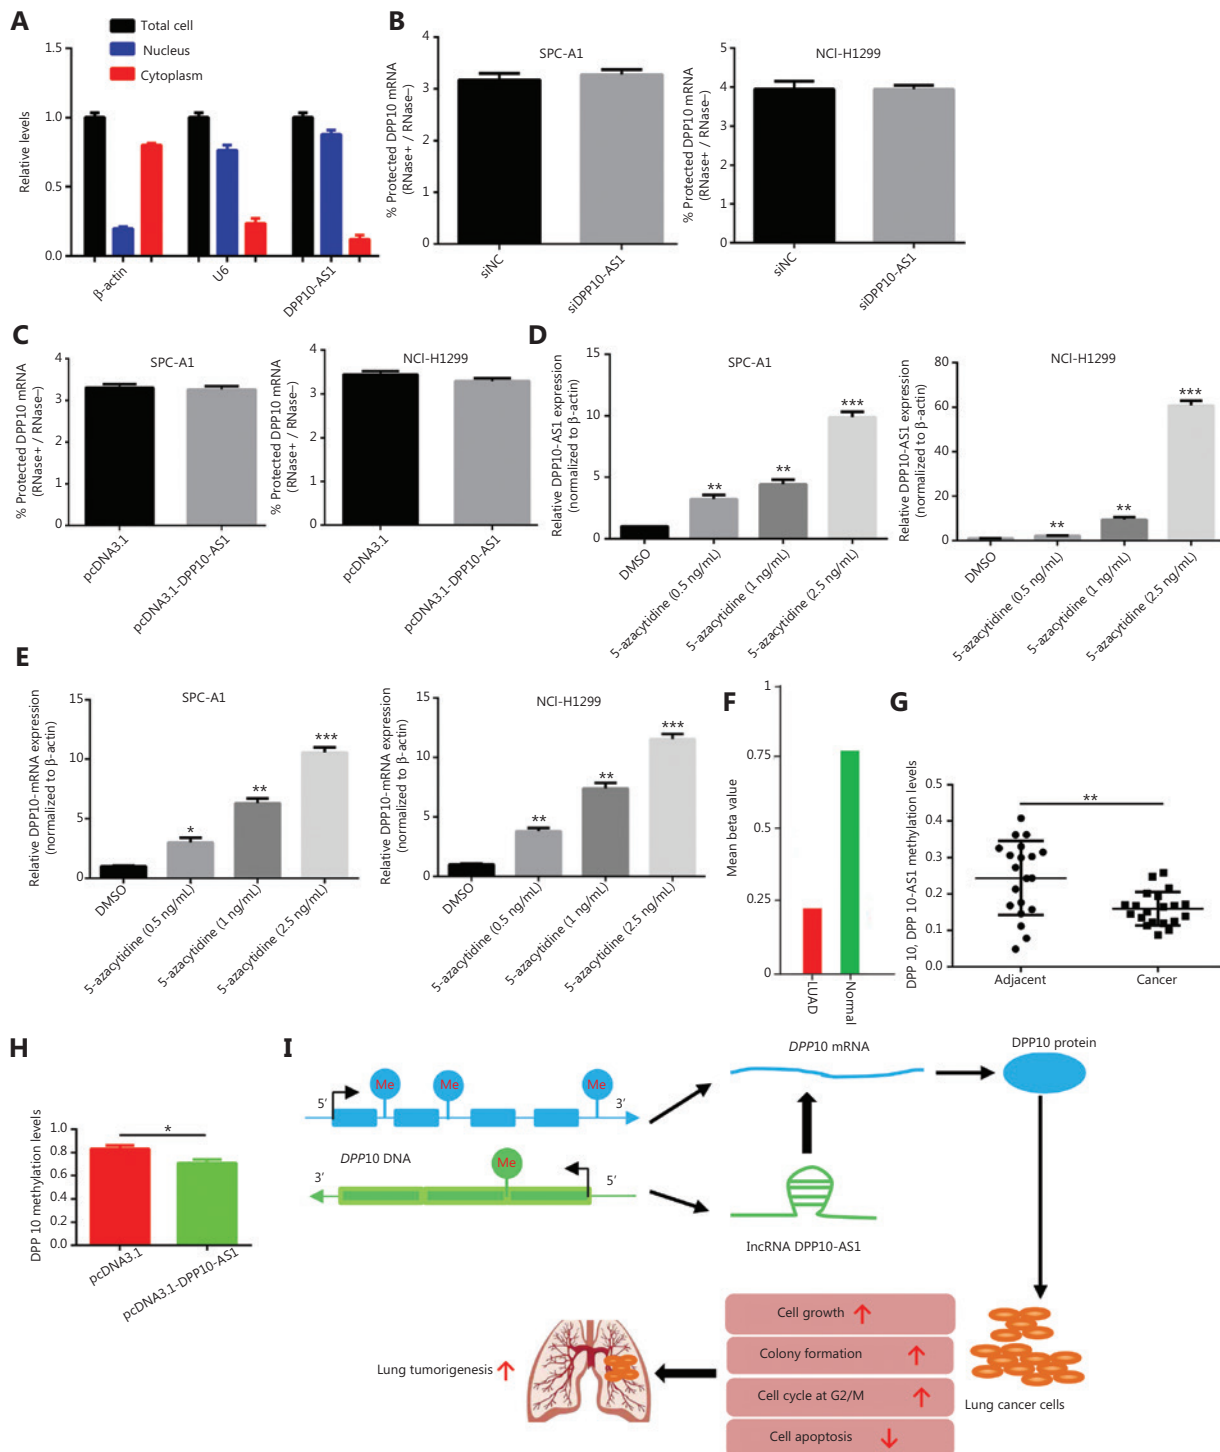 A
Total cell
Nucleus
Cytoplasm
Relative levels
1.5
1.0
0.5
0.0
β-actin
U6
DPP10-AS1
B
SPC-A1
% Protected DPP10 mRNA
(RNase+ / RNase–)
4
3
2
1
0
siNC
siDPP10-AS1
NCI-H1299
% Protected DPP10 mRNA
(RNase+ / RNase–)
5
4
3
2
1
0
siNC
siDPP10-AS1
C
SPC-A1
% Protected DPP10 mRNA
(RNase+ / RNase–)
4
3
2
1
0
pcDNA3.1
pcDNA3.1-DPP10-AS1
NCI-H1299
% Protected DPP10 mRNA
(RNase+ / RNase–)
4
3
2
1
0
pcDNA3.1
pcDNA3.1-DPP10-AS1
D
SPC-A1
Relative DPP10-AS1 expression
(normalized to β-actin)
15
10
5
0
**
**
***
DMSO
5-azacytidine (0.5 ng/mL)
5-azacytidine (1 ng/mL)
5-azacytidine (2.5 ng/mL)
NCI-H1299
Relative DPP10-AS1 expression
(normalized to β-actin)
80
60
40
20
0
**
**
***
DMSO
5-azacytidine (0.5 ng/mL)
5-azacytidine (1 ng/mL)
5-azacytidine (2.5 ng/mL)
E
SPC-A1
Relative DPP10-mRNA expression
(normalized to β-actin)
15
10
5
0
*
**
***
DMSO
5-azacytidine (0.5 ng/mL)
5-azacytidine (1 ng/mL)
5-azacytidine (2.5 ng/mL)
NCI-H1299
Relative DPP10-mRNA expression
(normalized to β-actin)
15
10
5
0
**
**
***
DMSO
5-azacytidine (0.5 ng/mL)
5-azacytidine (1 ng/mL)
5-azacytidine (2.5 ng/mL)
F
Mean beta value
1
0.75
0.5
0.25
0
LUAD
Normal
G
DPP 10, DPP 10-AS1 methylation levels
0.5
0.4
0.3
0.2
0.1
0.0
**
Adjacent
Cancer
H
DPP 10 methylation levels
1.0
0.8
0.6
0.4
0.2
0.0
*
pcDNA3.1
pcDNA3.1-DPP10-AS1
I
DPP10 mRNA
DPP10 protein
Me
Me
Me
5′
3′
DPP10 DNA
Me
3′
5′
lncRNA DPP10-AS1
Cell growth
Colony formation
Cell cycle at G2/M
Cell apoptosis
Lung tumorigenesis
Lung cancer cells